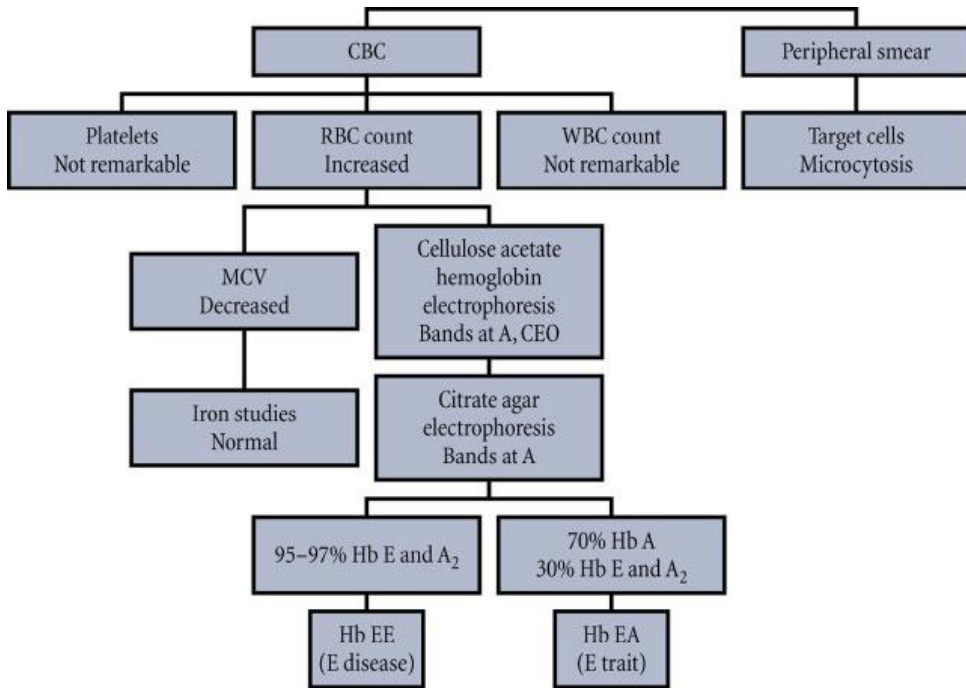 CBC
Peripheral smear
Platelets
Not remarkable
RBC count
Increased
WBC count
Not remarkable
Target cells
Microcytosis
MCV
Decreased
Cellulose acetate
hemoglobin
electrophoresis
Bands at A, CEO
Iron studies
Normal
Citrate agar
electrophoresis
Bands at A
95–97% Hb E and A₂
70% Hb A
30% Hb E and A₂
Hb EE
(E disease)
Hb EA
(E trait)